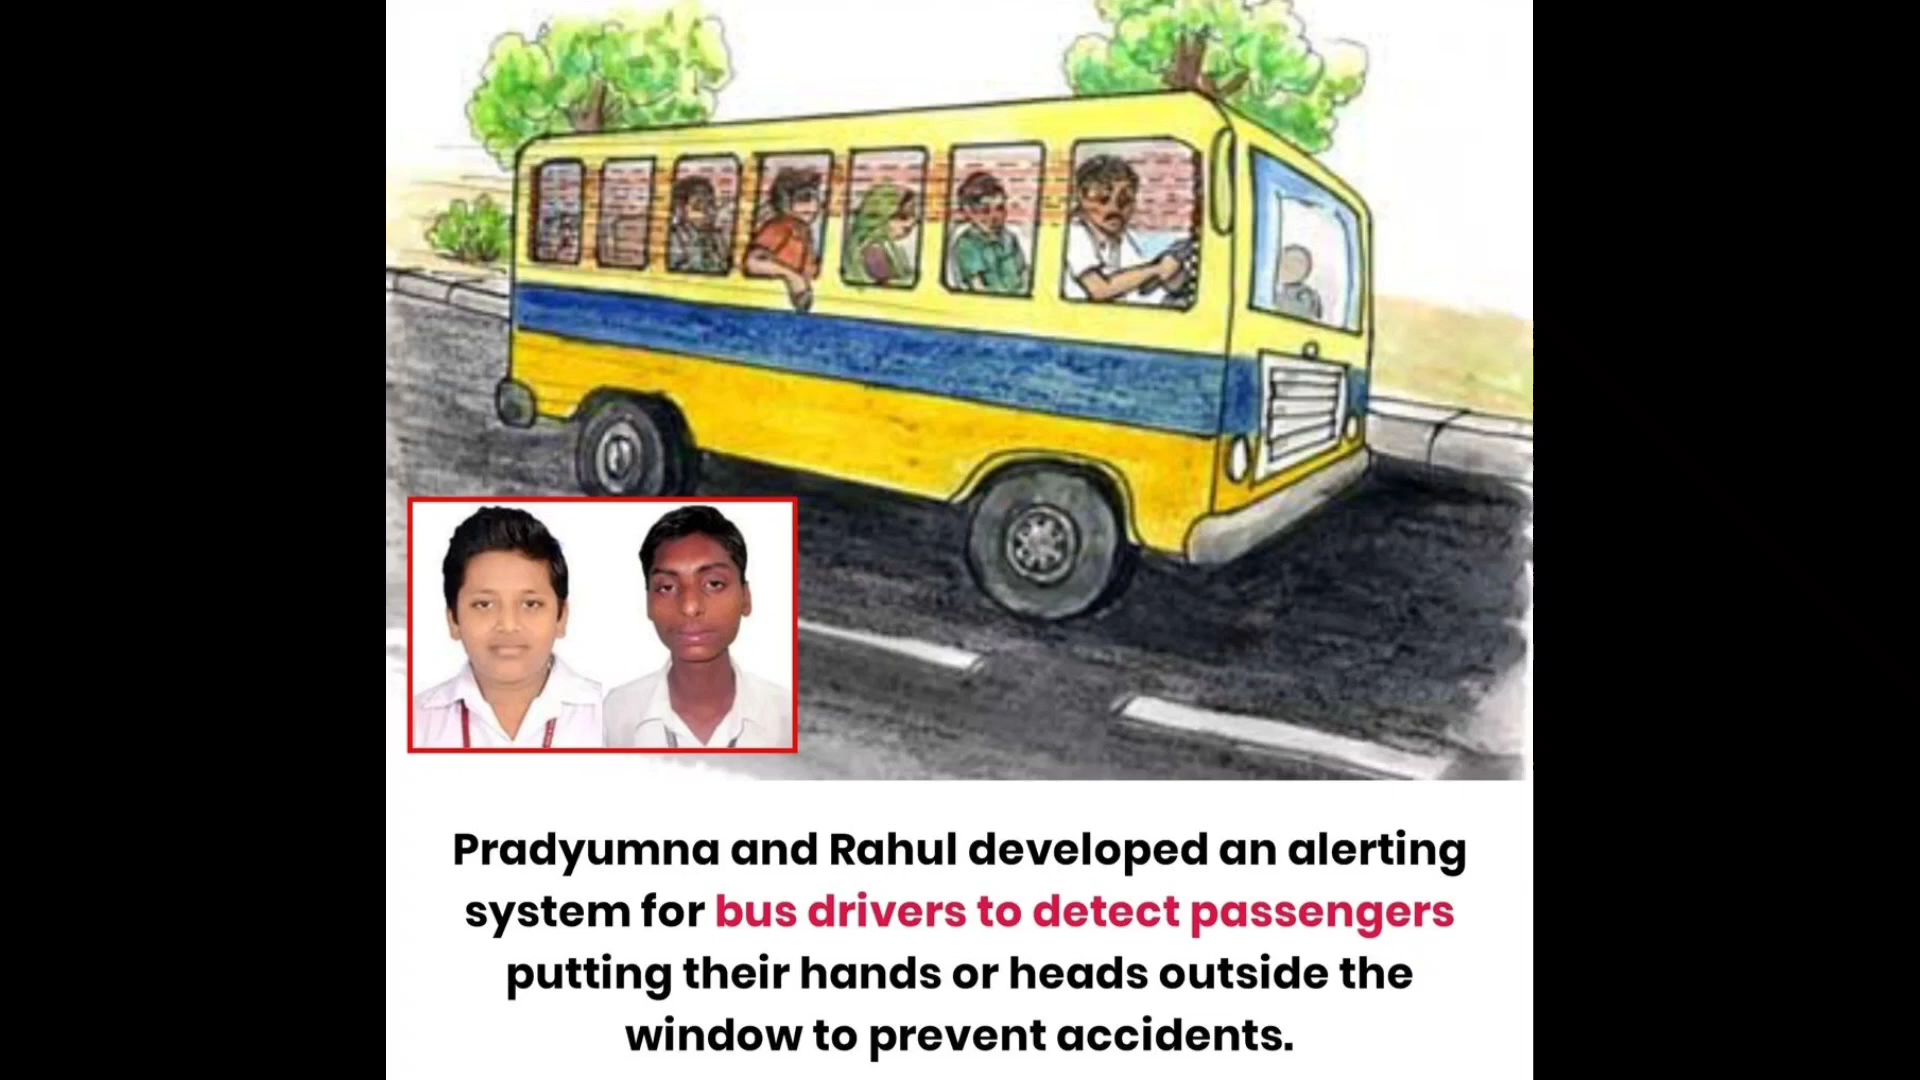 Pradyumna and Rahul developed an alerting
system for bus drivers to detect passengers
putting their hands or heads outside the
window to prevent accidents.